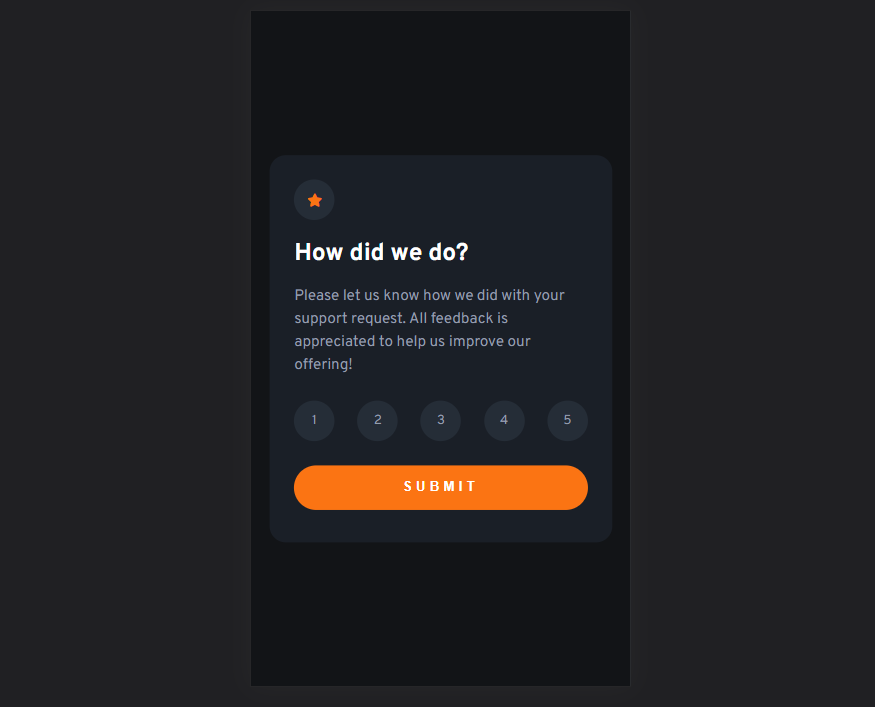 How did we do?
Please let us know how we did with your
support request. All feedback is
appreciated to help us improve our
offering!
1 2 3 4 5
SUBMIT